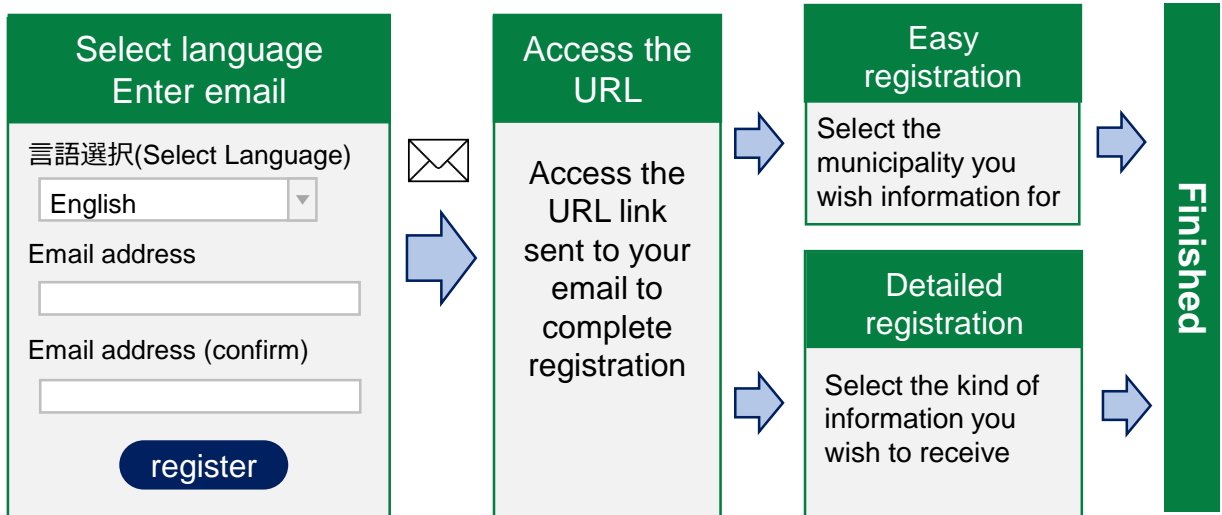 Select language
Enter email
言語選択(Select Language)
English
Email address
Email address (confirm)
register
Access the
URL
Access the
URL link
sent to your
email to
complete
registration
Easy
registration
Select the
municipality you
wish information for
Detailed
registration
Select the kind of
information you
wish to receive
Finished